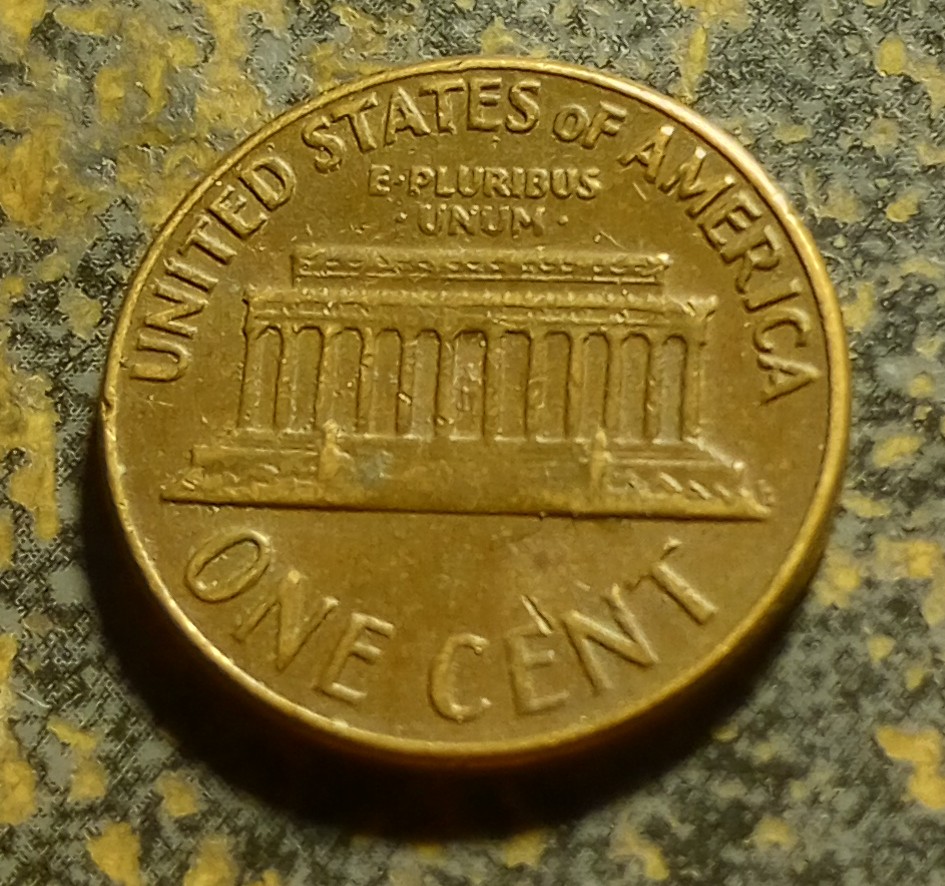 UNITED STATES OF AMERICA
E·PLURIBUS
·UNUM·
ONE CENT